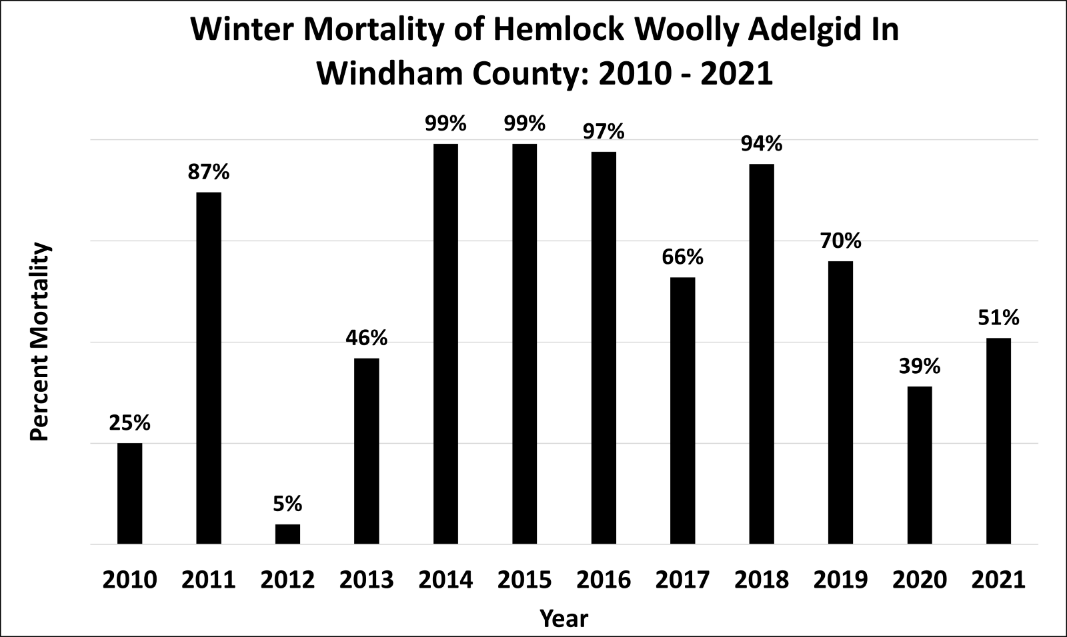 Winter Mortality of Hemlock Woolly Adelgid In
Windham County: 2010 - 2021
99% 99% 97% 94%
87%
70%
66%
51%
46%
39%
25%
5%
Percent Mortality
2010 2011 2012 2013 2014 2015 2016 2017 2018 2019 2020 2021
Year